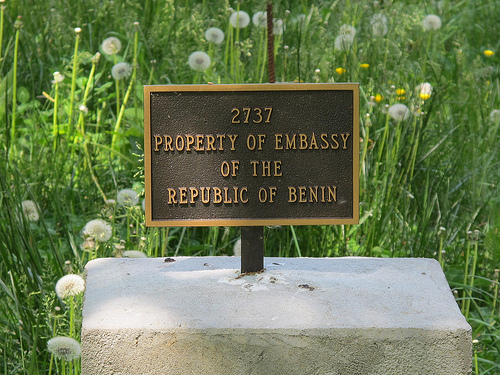 2737
PROPERTY OF EMBASSY
OF THE
REPUBLIC OF BENIN